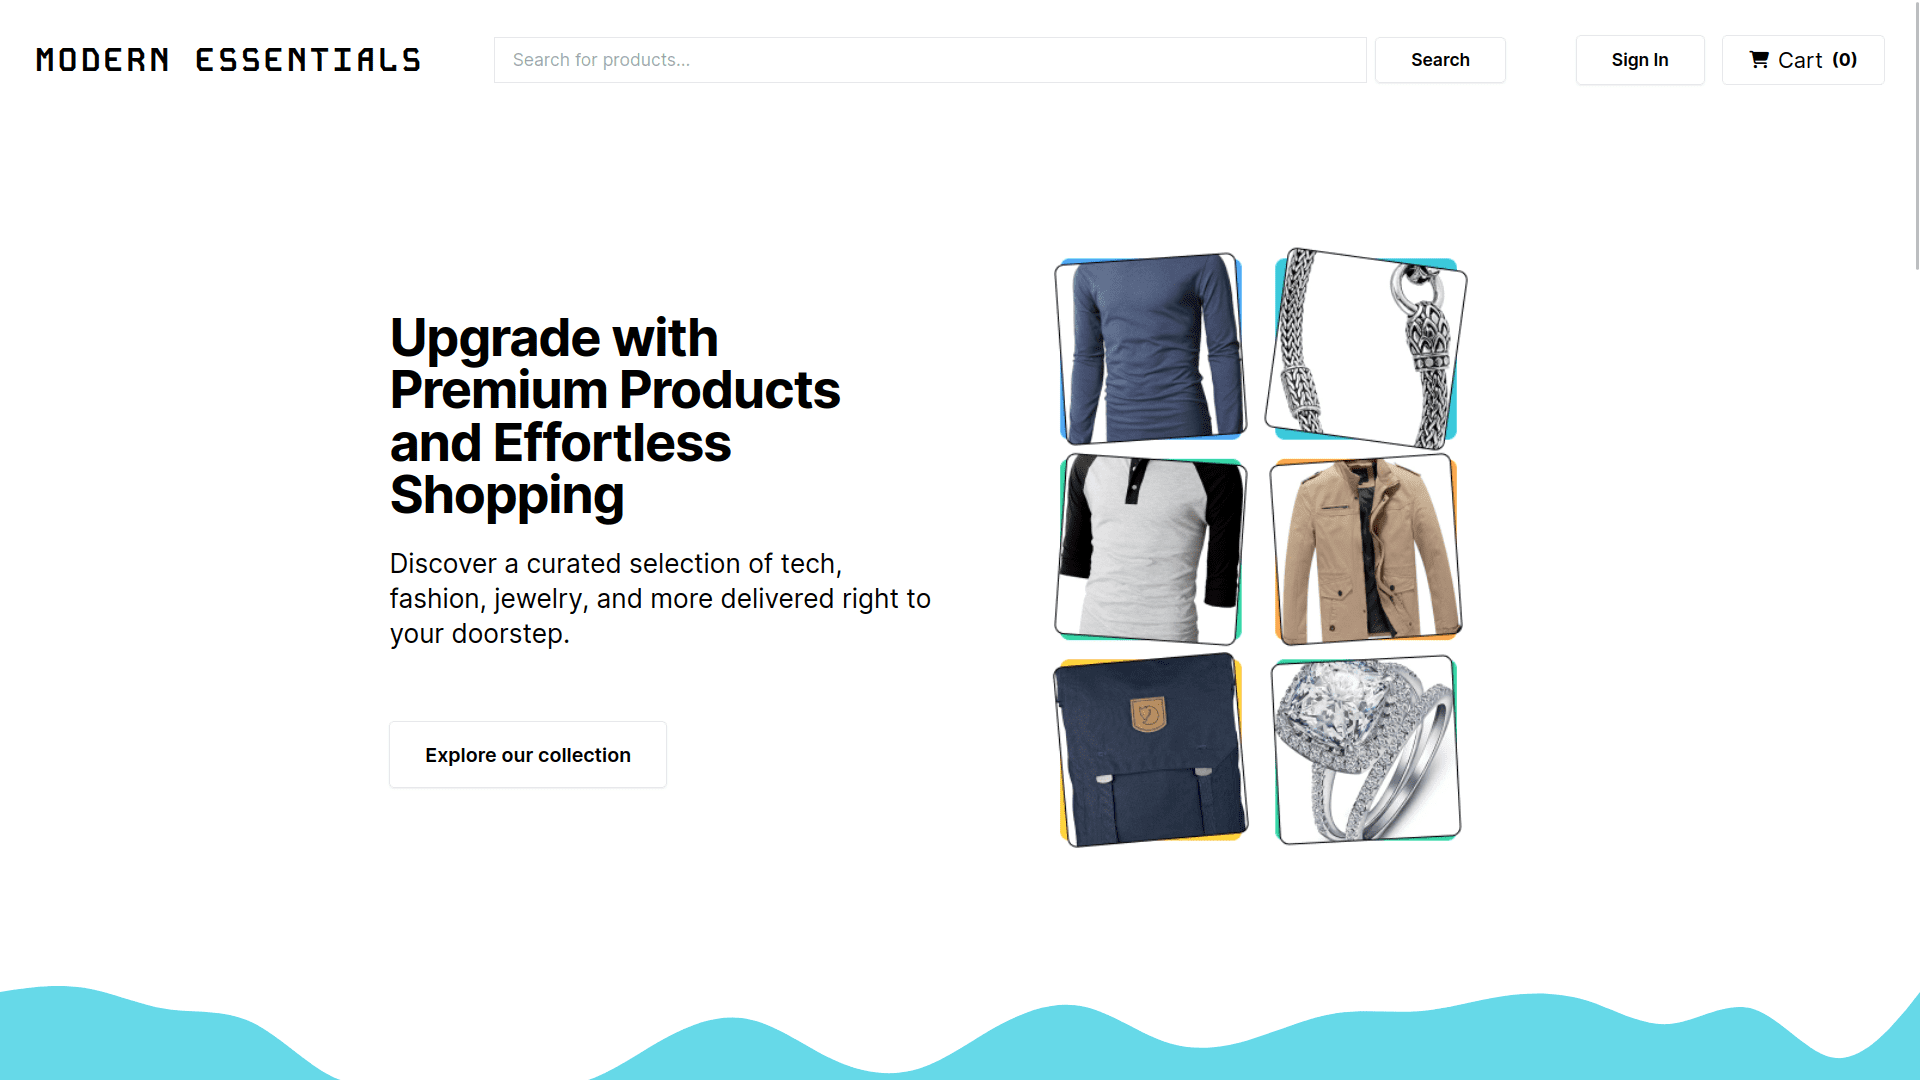 MODERN ESSENTIALS
Search for products...
Search
Sign In
Cart (0)
Upgrade with
Premium Products
and Effortless
Shopping
Discover a curated selection of tech,
fashion, jewelry, and more delivered right to
your doorstep.
Explore our collection